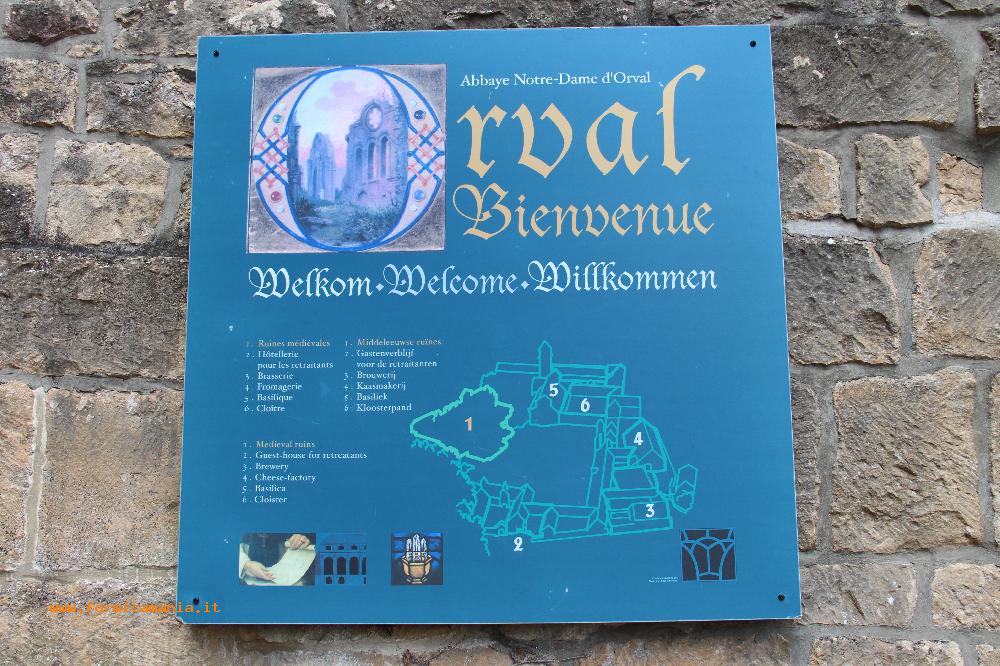 Abbaye Notre-Dame d'Orval
Orval
Bienvenue
Welkom · Welcome · Willkommen
1. Ruines médiévales
2. Hôtellerie
pour les retraitants
3. Brasserie
4. Fromagerie
5. Basilique
6. Cloître
1. Middeleeuwse ruïnes
2. Gastenverblijf
voor de retraitanten
3. Brouwerij
4. Kaasmakerij
5. Basiliek
6. Kloosterpand
1. Medieval ruins
2. Guest-house for retreatants
3. Brewery
4. Cheese-factory
5. Basilica
6. Cloister
5
6
1
4
3
2
www.formicamania.it